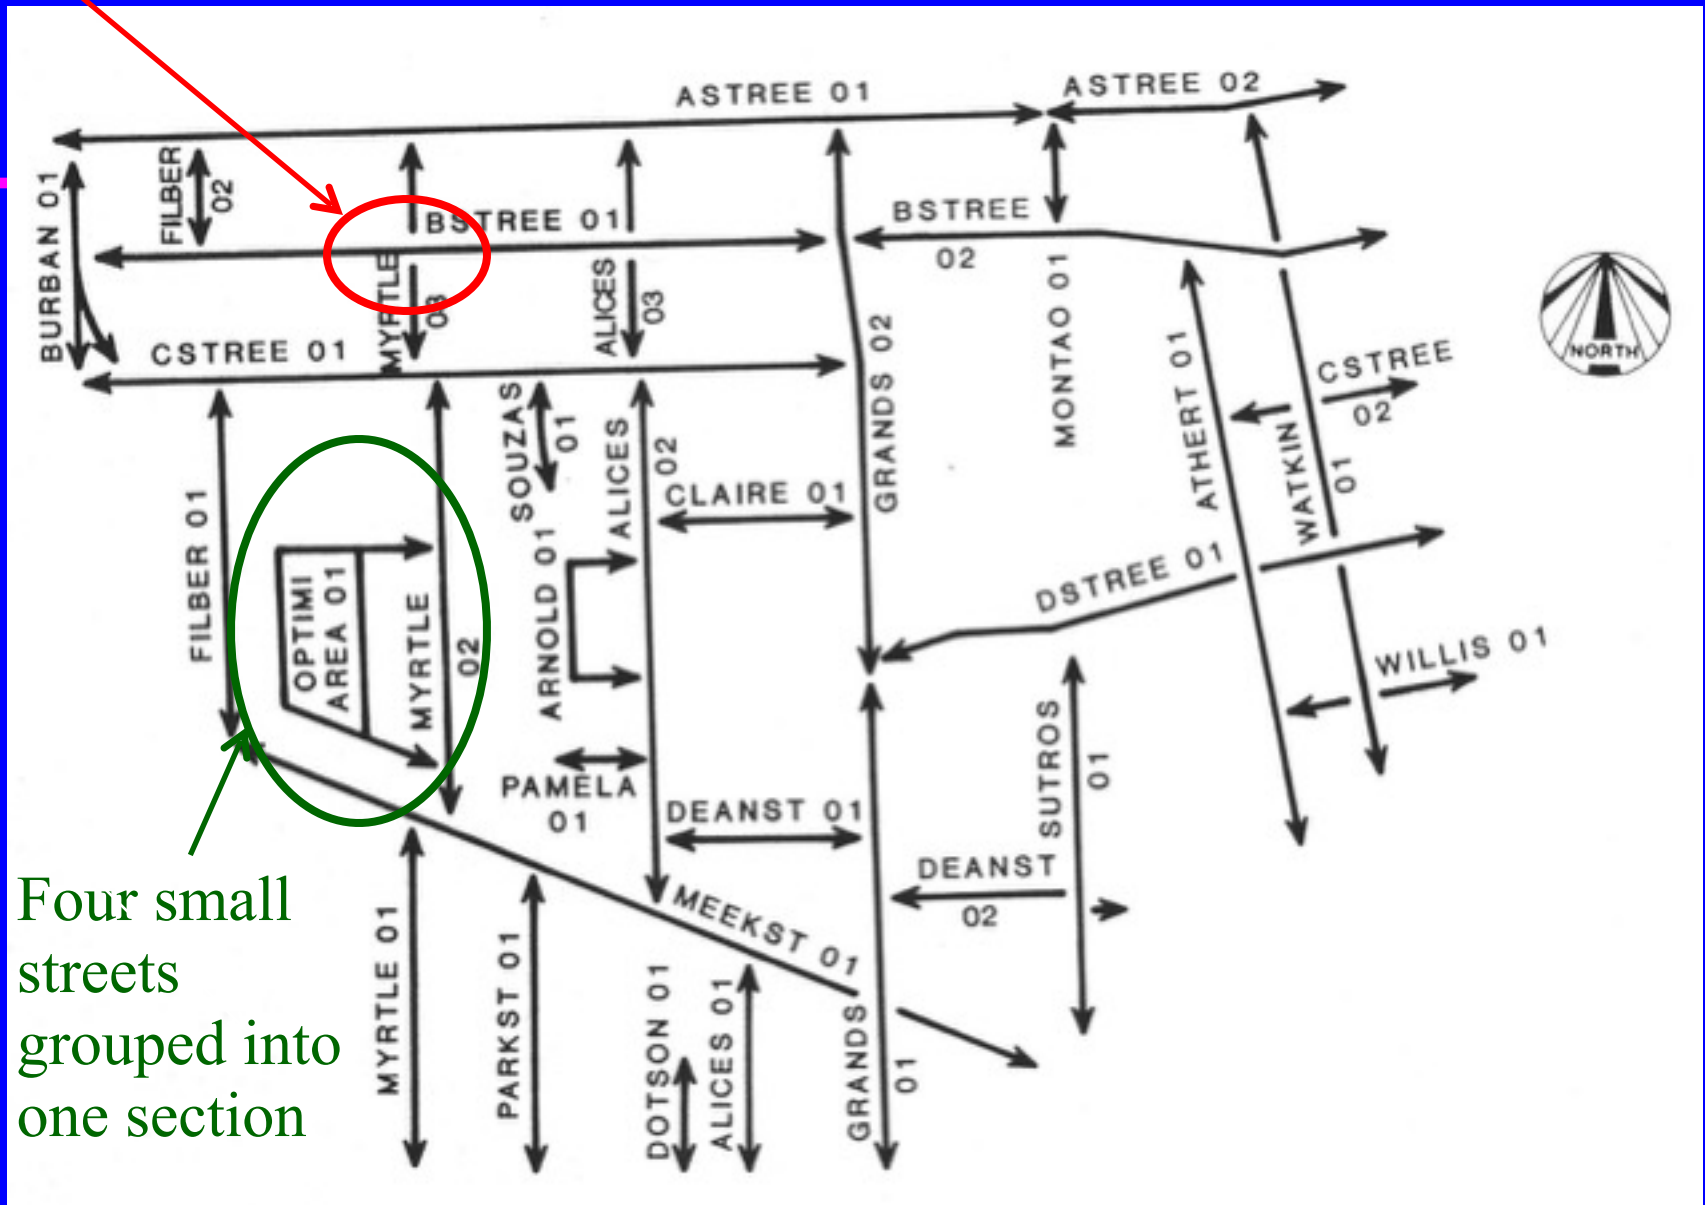 ASTREE 01
ASTREE 02
BURBAN 01
FILBER
02
BSTREE 01
BSTREE
02
MYRTLE
03
ALICES
03
CSTREE 01
GRANDS 02
MONTAO 01
ATHERT 01
CSTREE
02
WATKIN
01
NORTH
SOUZAS
01
ALICES
02
CLAIRE 01
FILBER 01
OPTIMI
AREA 01
MYRTLE
02
ARNOLD 01
DSTREE 01
WILLIS 01
PAMELA
01
DEANST 01
SUTROS
01
DEANST
02
MEEKST 01
MYRTLE 01
PARKST 01
DOTSON 01
ALICES 01
GRANDS
01
Four small
streets
grouped into
one section